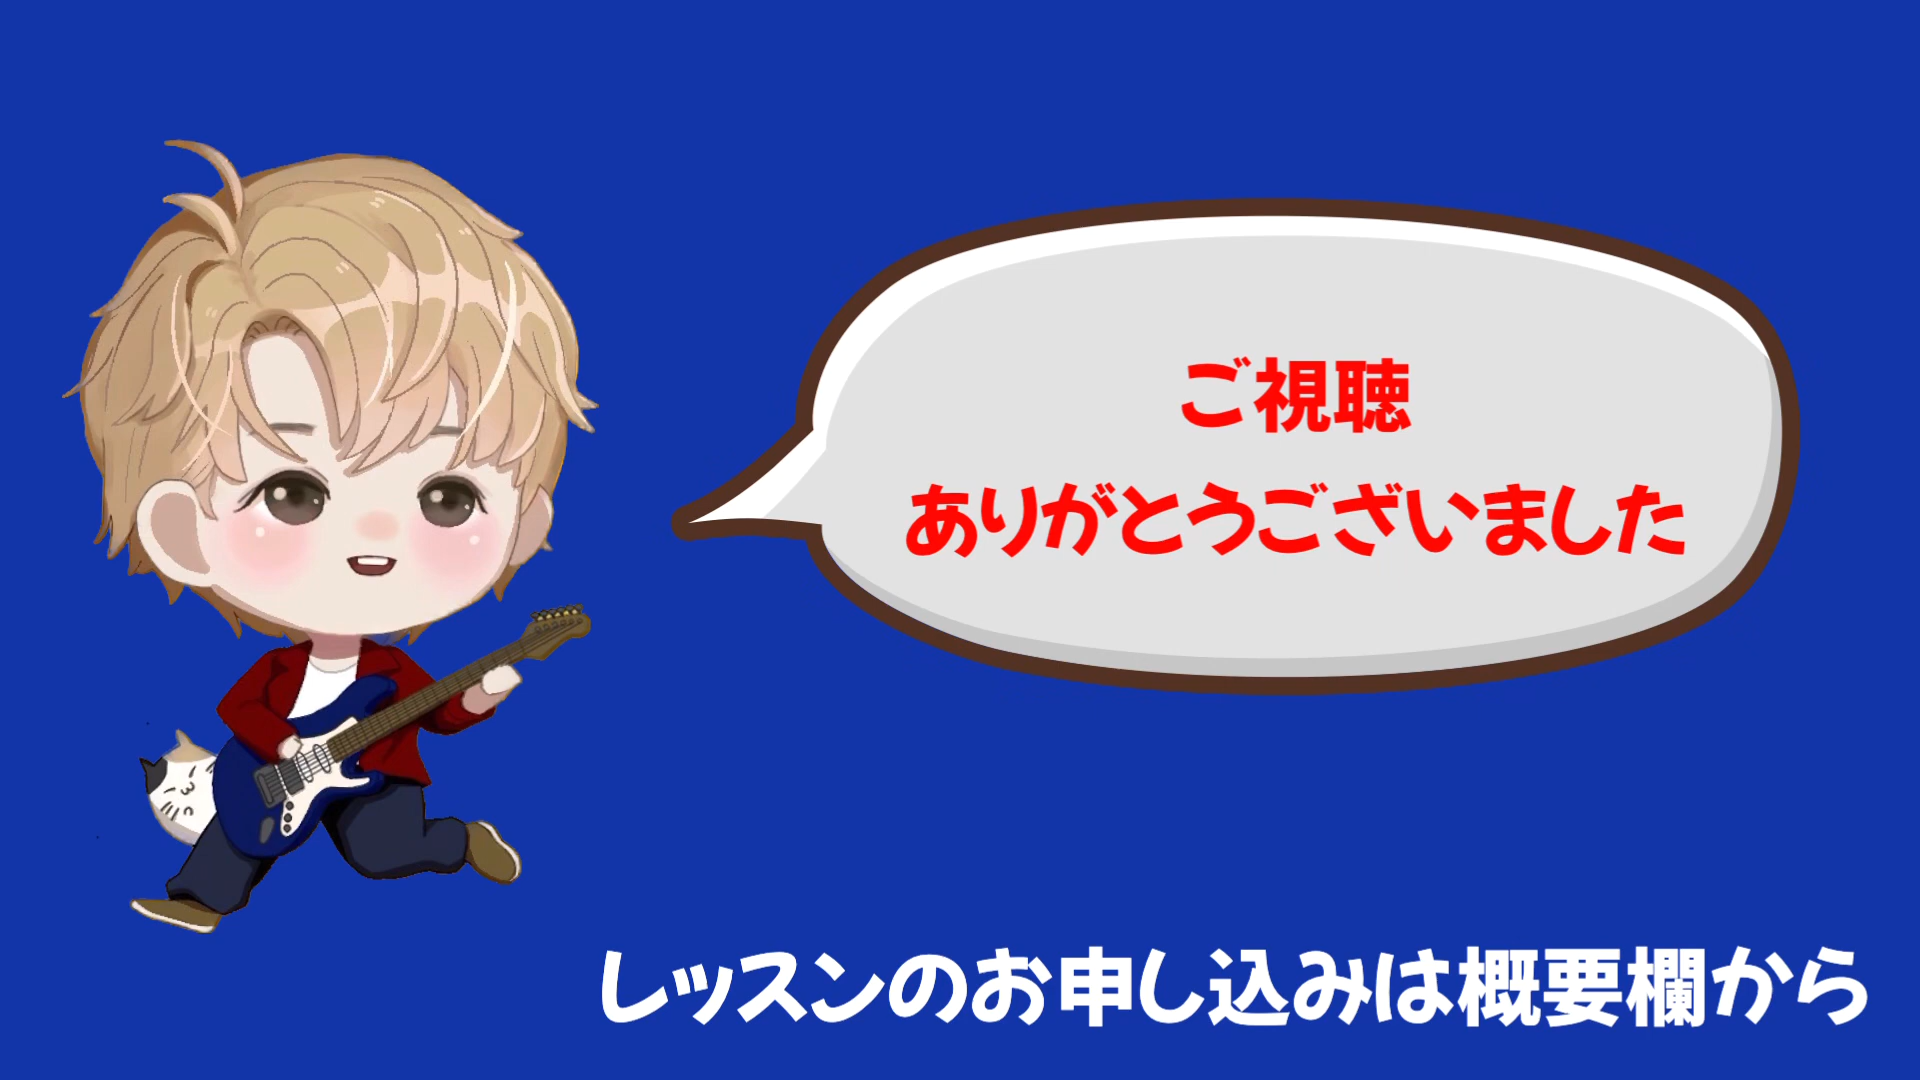 ご視聴
ありがとうございました
レッスンのお申し込みは概要欄から